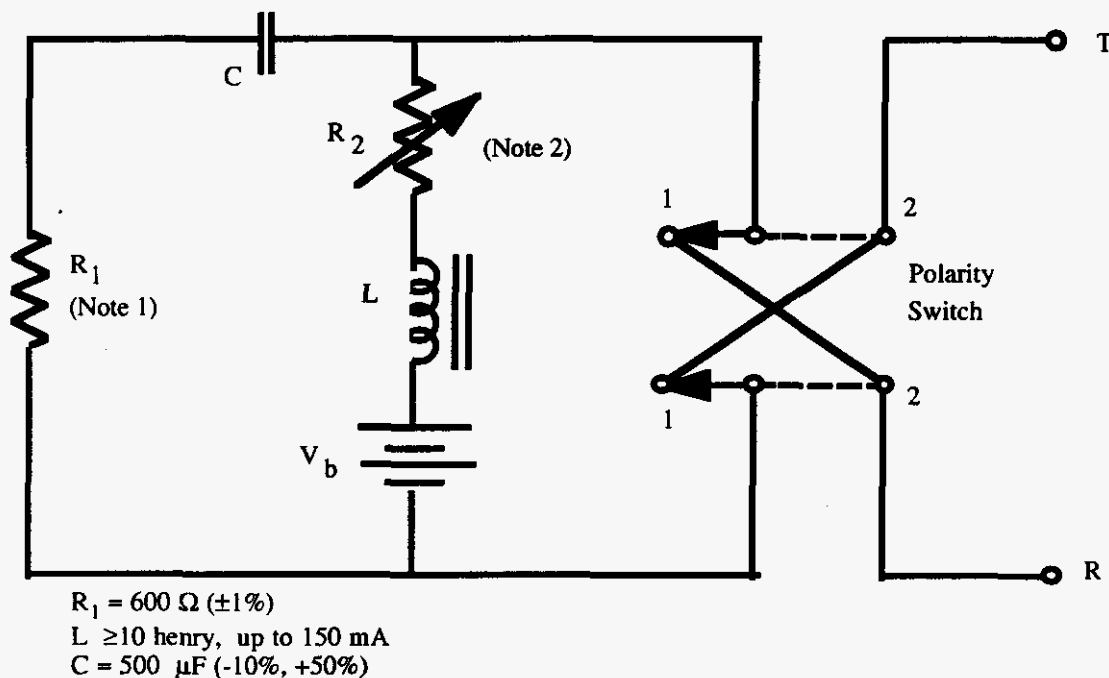 T
C
R2
(Note 2)
1
2
R1
(Note 1)
L
Polarity
Switch
1
2
Vb
R
R1 = 600 Ω (±1%)
L ≥10 henry, up to 150 mA
C = 500 µF (-10%, +50%)